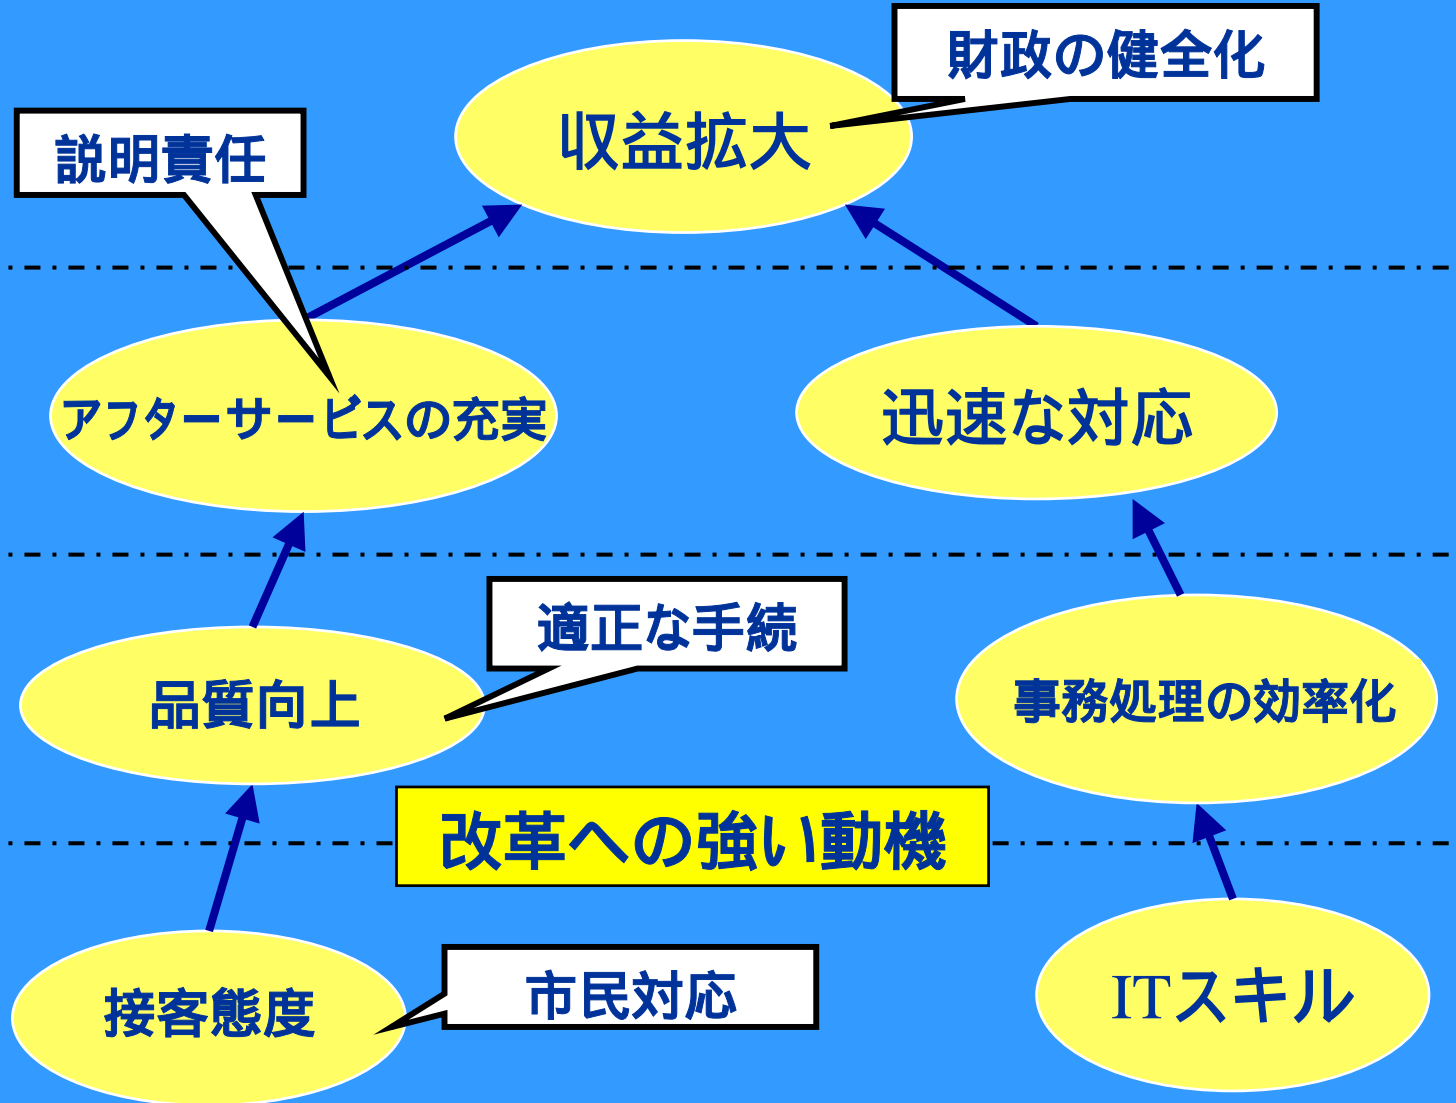 財政の健全化
収益拡大
説明責任
アフターサービスの充実
迅速な対応
適正な手続
品質向上
事務処理の効率化
改革への強い動機
市民対応
接客態度
ITスキル